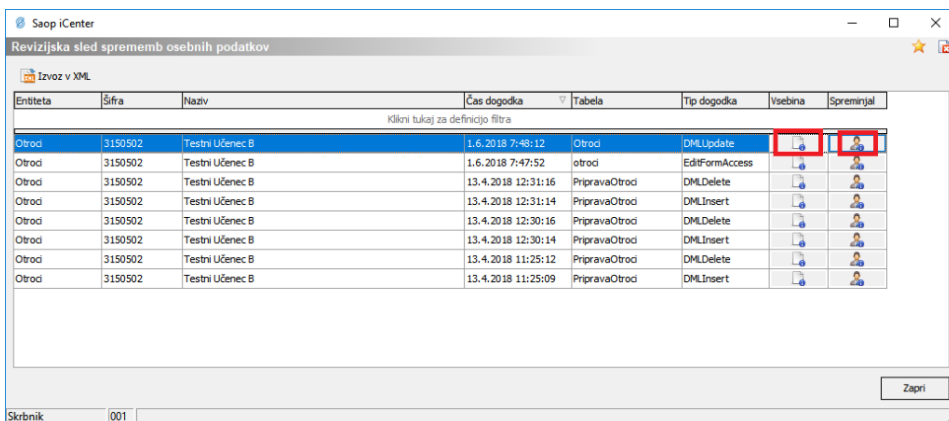 Saop iCenter
Revizijska sled sprememb osebnih podatkov
Izvoz v XML
Entiteta Šifra Naziv Čas dogodka Tabela Tip dogodka Vsebina Spreminjal
Klikni tukaj za definicijo filtra
Otroci 3150502 Testni Učenec B 1.6.2018 7:48:12 Otroci DMLUpdate
Otroci 3150502 Testni Učenec B 1.6.2018 7:47:52 otroci EditFormAccess
Otroci 3150502 Testni Učenec B 13.4.2018 12:31:16 PripravaOtroci DMLDelete
Otroci 3150502 Testni Učenec B 13.4.2018 12:31:14 PripravaOtroci DMLInsert
Otroci 3150502 Testni Učenec B 13.4.2018 12:30:16 PripravaOtroci DMLDelete
Otroci 3150502 Testni Učenec B 13.4.2018 12:30:14 PripravaOtroci DMLInsert
Otroci 3150502 Testni Učenec B 13.4.2018 11:25:12 PripravaOtroci DMLDelete
Otroci 3150502 Testni Učenec B 13.4.2018 11:25:09 PripravaOtroci DMLInsert
Zapri
Skrbnik 001